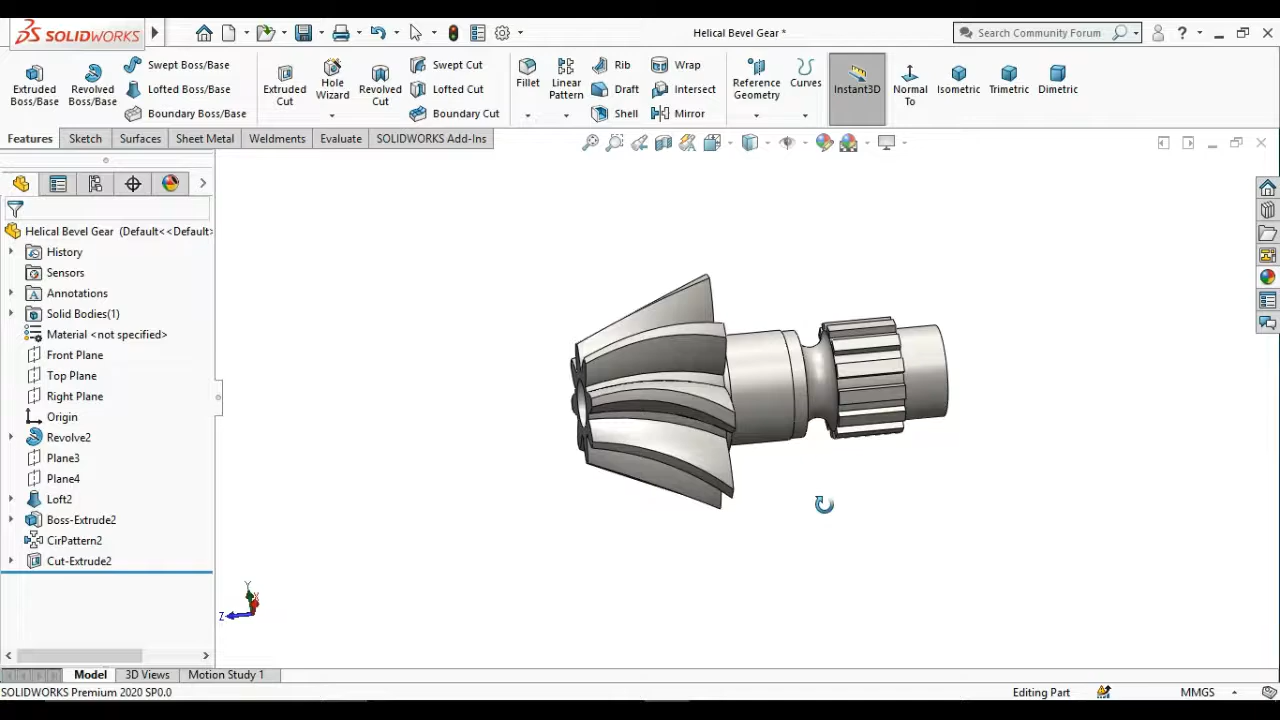 SOLIDWORKS
Helical Bevel Gear *
Search Community Forum
Extruded Boss/Base
Revolved Boss/Base
Swept Boss/Base
Lofted Boss/Base
Boundary Boss/Base
Extruded Cut
Hole Wizard
Revolved Cut
Swept Cut
Lofted Cut
Boundary Cut
Fillet
Linear Pattern
Rib
Draft
Shell
Wrap
Intersect
Mirror
Reference Geometry
Curves
Instant3D
Normal To
Isometric
Trimetric
Dimetric
Features
Sketch
Surfaces
Sheet Metal
Weldments
Evaluate
SOLIDWORKS Add-Ins
Helical Bevel Gear (Default<<Default>
History
Sensors
Annotations
Solid Bodies(1)
Material <not specified>
Front Plane
Top Plane
Right Plane
Origin
Revolve2
Plane3
Plane4
Loft2
Boss-Extrude2
CirPattern2
Cut-Extrude2
Y
X
Z
Model
3D Views
Motion Study 1
SOLIDWORKS Premium 2020 SP0.0
Editing Part
MMGS